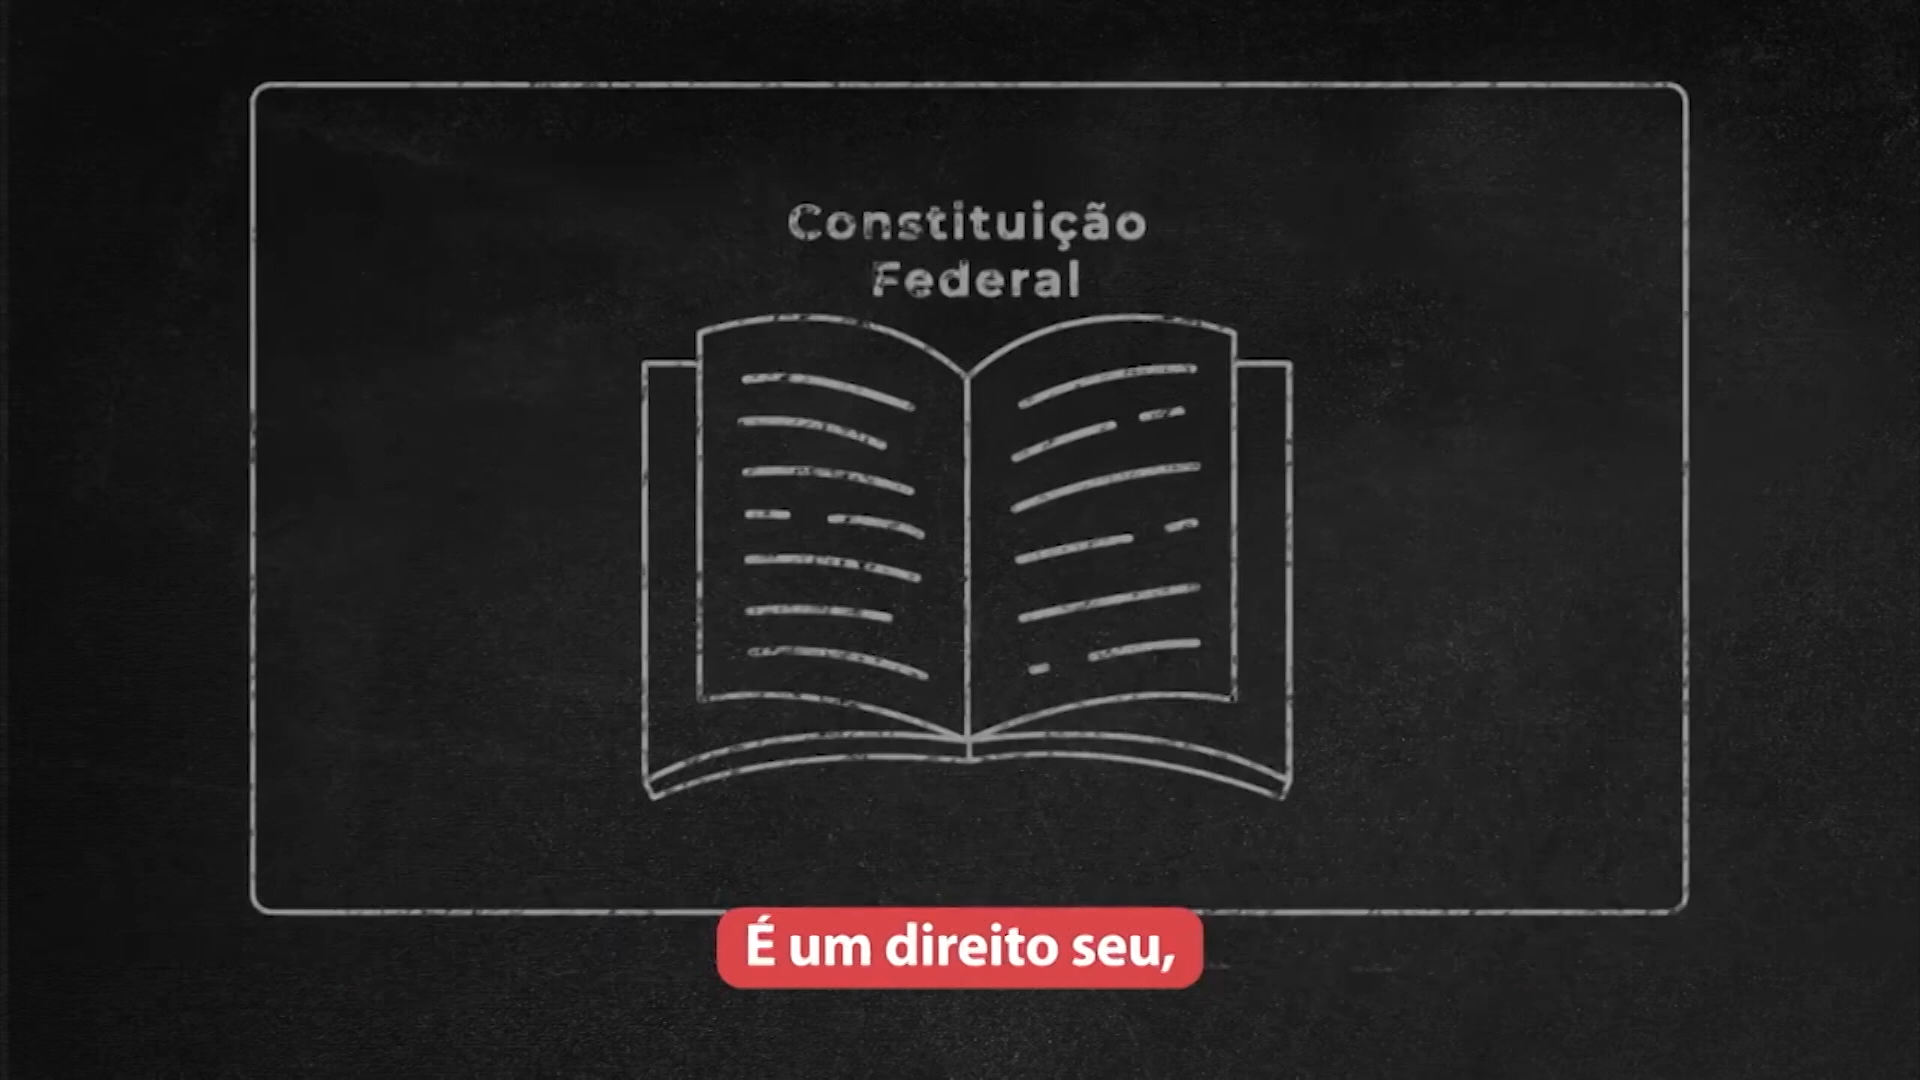 Constituição
Federal
É um direito seu,